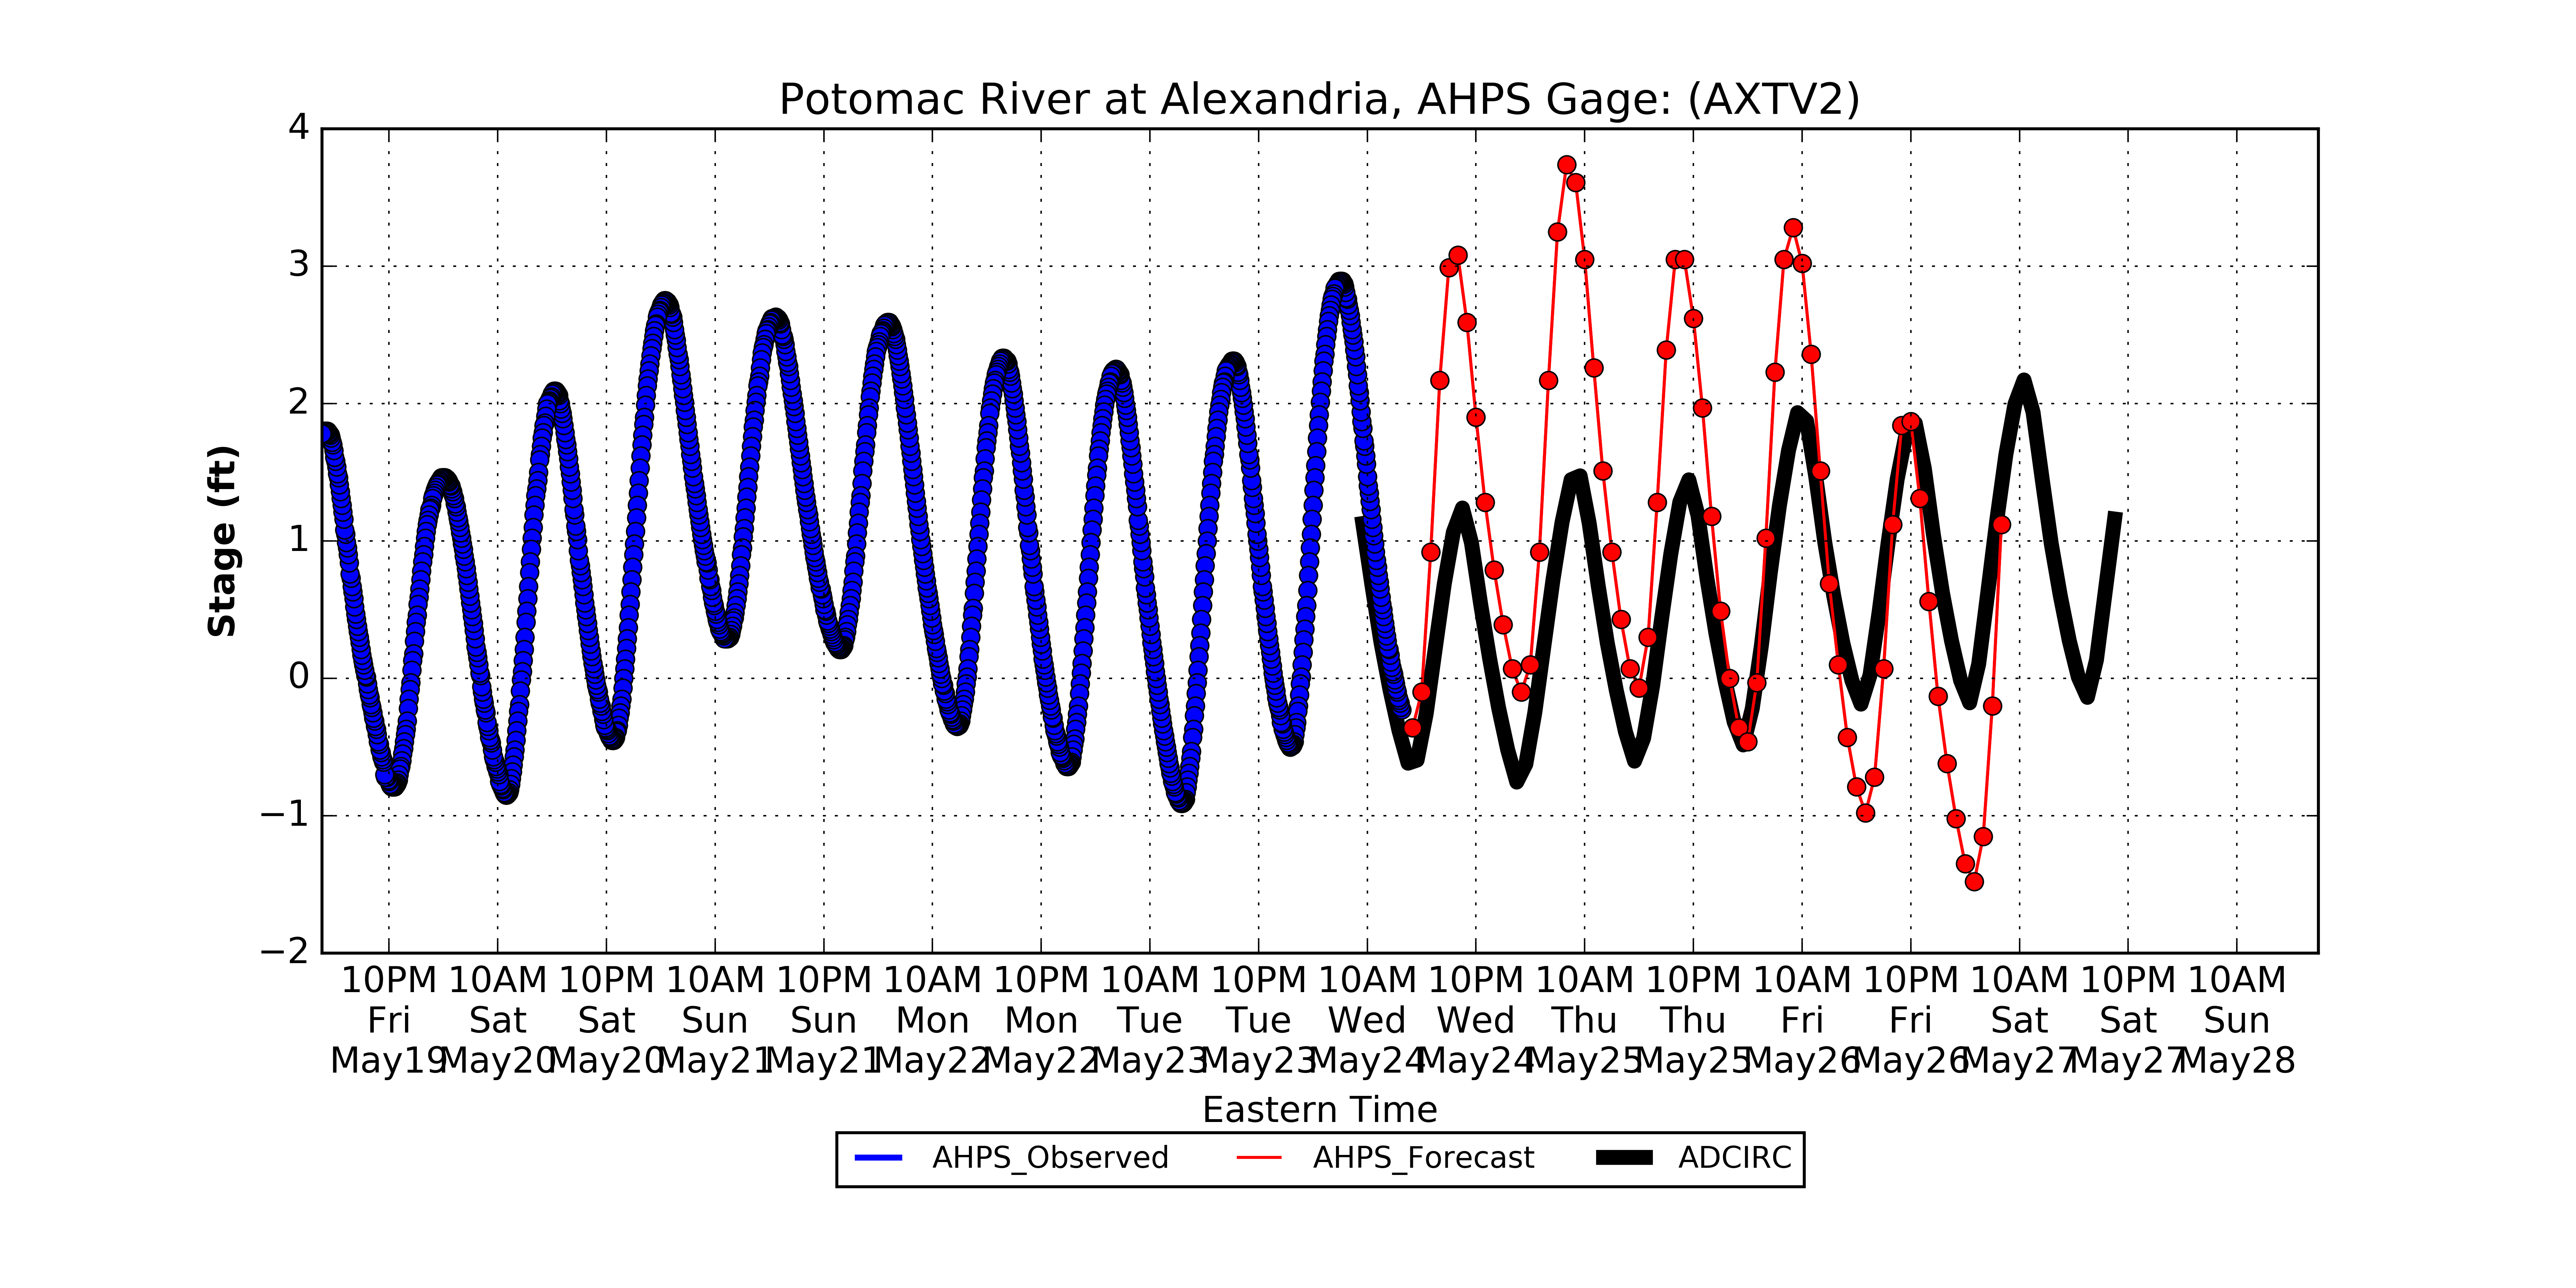 Potomac River at Alexandria, AHPS Gage: (AXTV2)
4
3
2
1
0
−1
−2
Stage (ft)
10PM 10AM 10PM 10AM 10PM 10AM 10PM 10AM 10PM 10AM 10PM 10AM 10PM 10AM 10PM 10AM 10PM 10AM
Fri Sat Sat Sun Sun Mon Mon Tue Tue Wed Wed Thu Thu Fri Fri Sat Sat Sun
May19 May20 May20 May21 May21 May22 May22 May23 May23 May24 May24 May25 May25 May26 May26 May27 May27 May28
Eastern Time
AHPS_Observed AHPS_Forecast ADCIRC